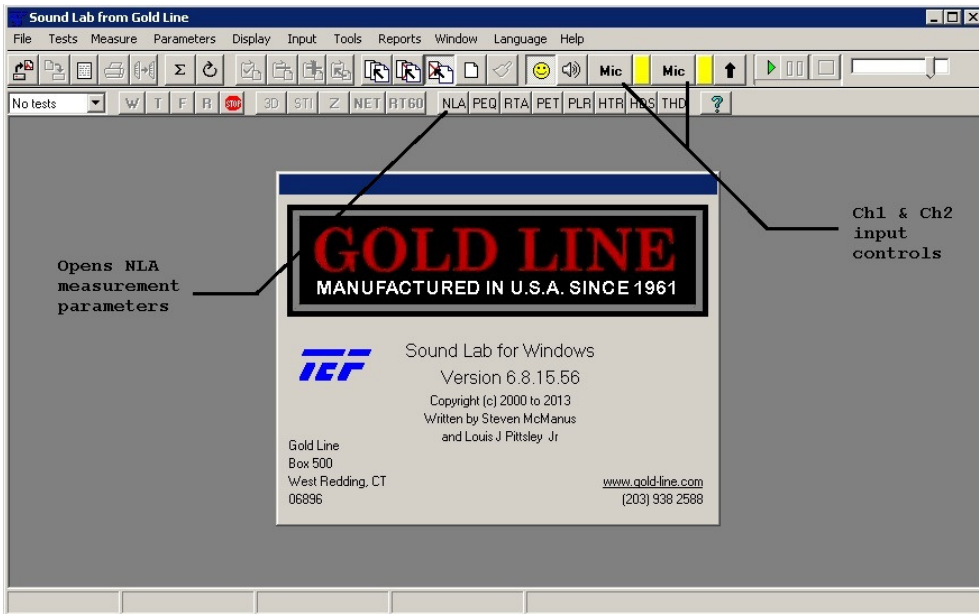 Sound Lab from Gold Line
File Tests Measure Parameters Display Input Tools Reports Window Language Help
Σ Mic Mic
No tests W T F R STOP 3D STI Z NET RT60 NLA PEQ RTA PET PLR HTR HDS THD ?
GOLD LINE
MANUFACTURED IN U.S.A. SINCE 1961
Ch1 & Ch2
input
controls
Opens NLA
measurement
parameters
TEF
Sound Lab for Windows
Version 6.8.15.56
Copyright (c) 2000 to 2013
Written by Steven McManus
and Louis J Pittsley Jr
Gold Line
Box 500
West Redding, CT
06896
www.gold-line.com
(203) 938 2588